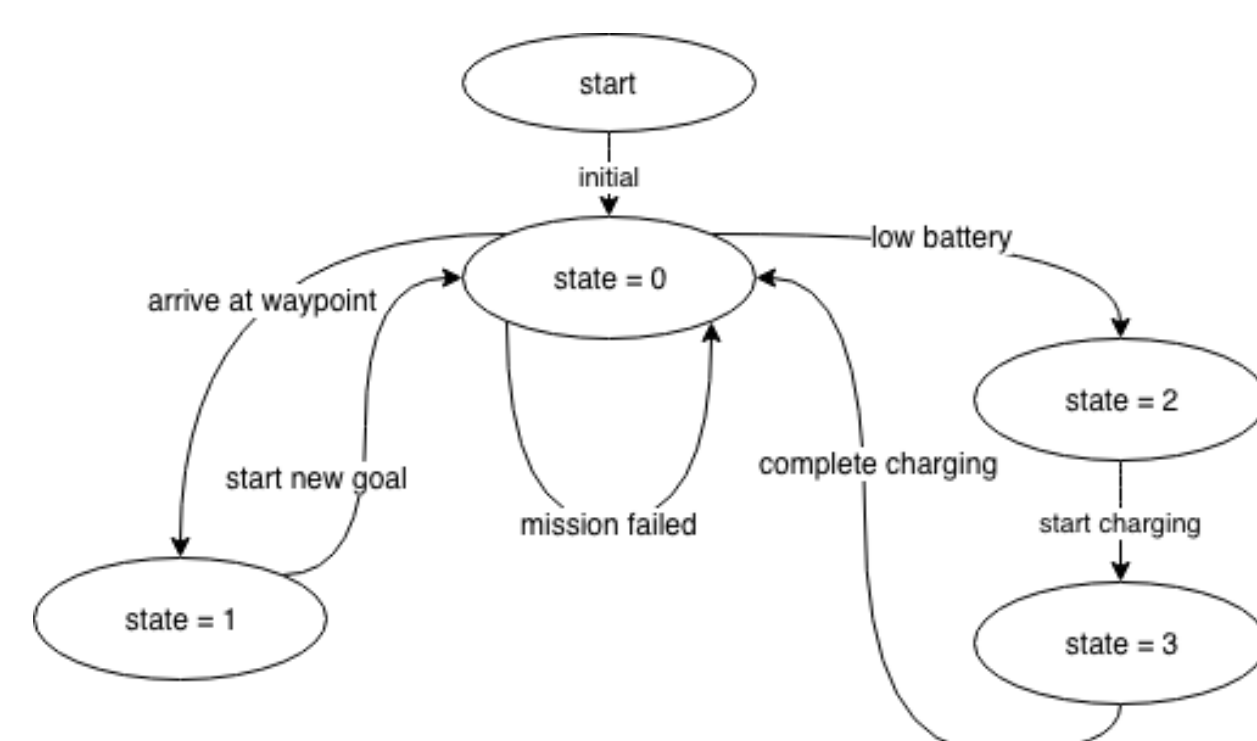 start
initial
state = 0
low battery
arrive at waypoint
state = 2
complete charging
start new goal
mission failed
start charging
state = 1
state = 3